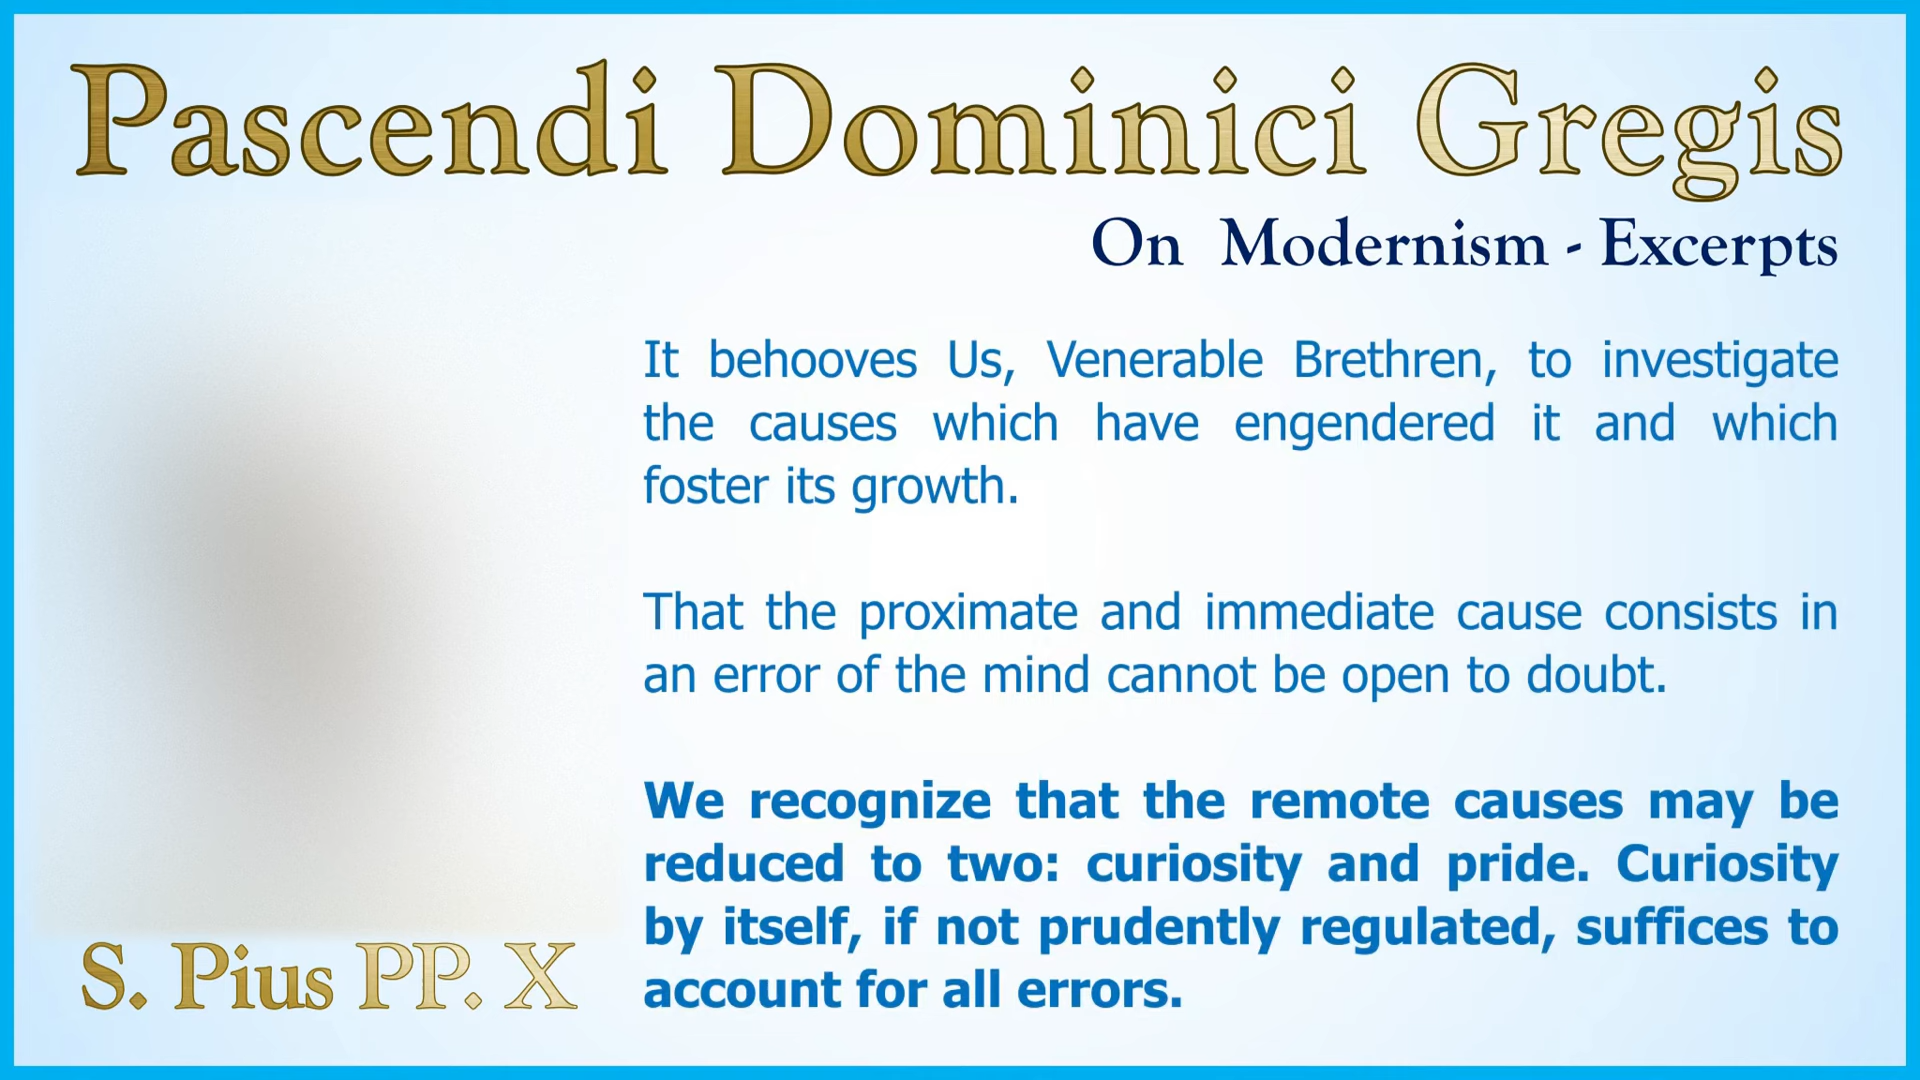 Pascendi Dominici Gregis
On Modernism - Excerpts
It behooves Us, Venerable Brethren, to investigate
the causes which have engendered it and which
foster its growth.
That the proximate and immediate cause consists in
an error of the mind cannot be open to doubt.
We recognize that the remote causes may be
reduced to two: curiosity and pride. Curiosity
by itself, if not prudently regulated, suffices to
account for all errors.
S. Pius PP. X